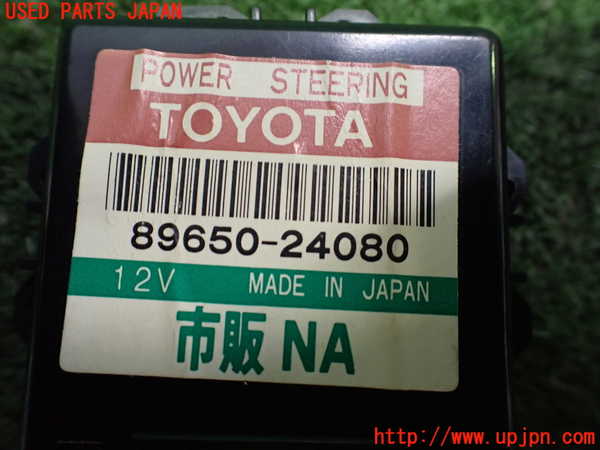 USED PARTS JAPAN
POWER STEERING
TOYOTA
89650-24080
12V MADE IN JAPAN
市販 NA
http://www.upjpn.com/